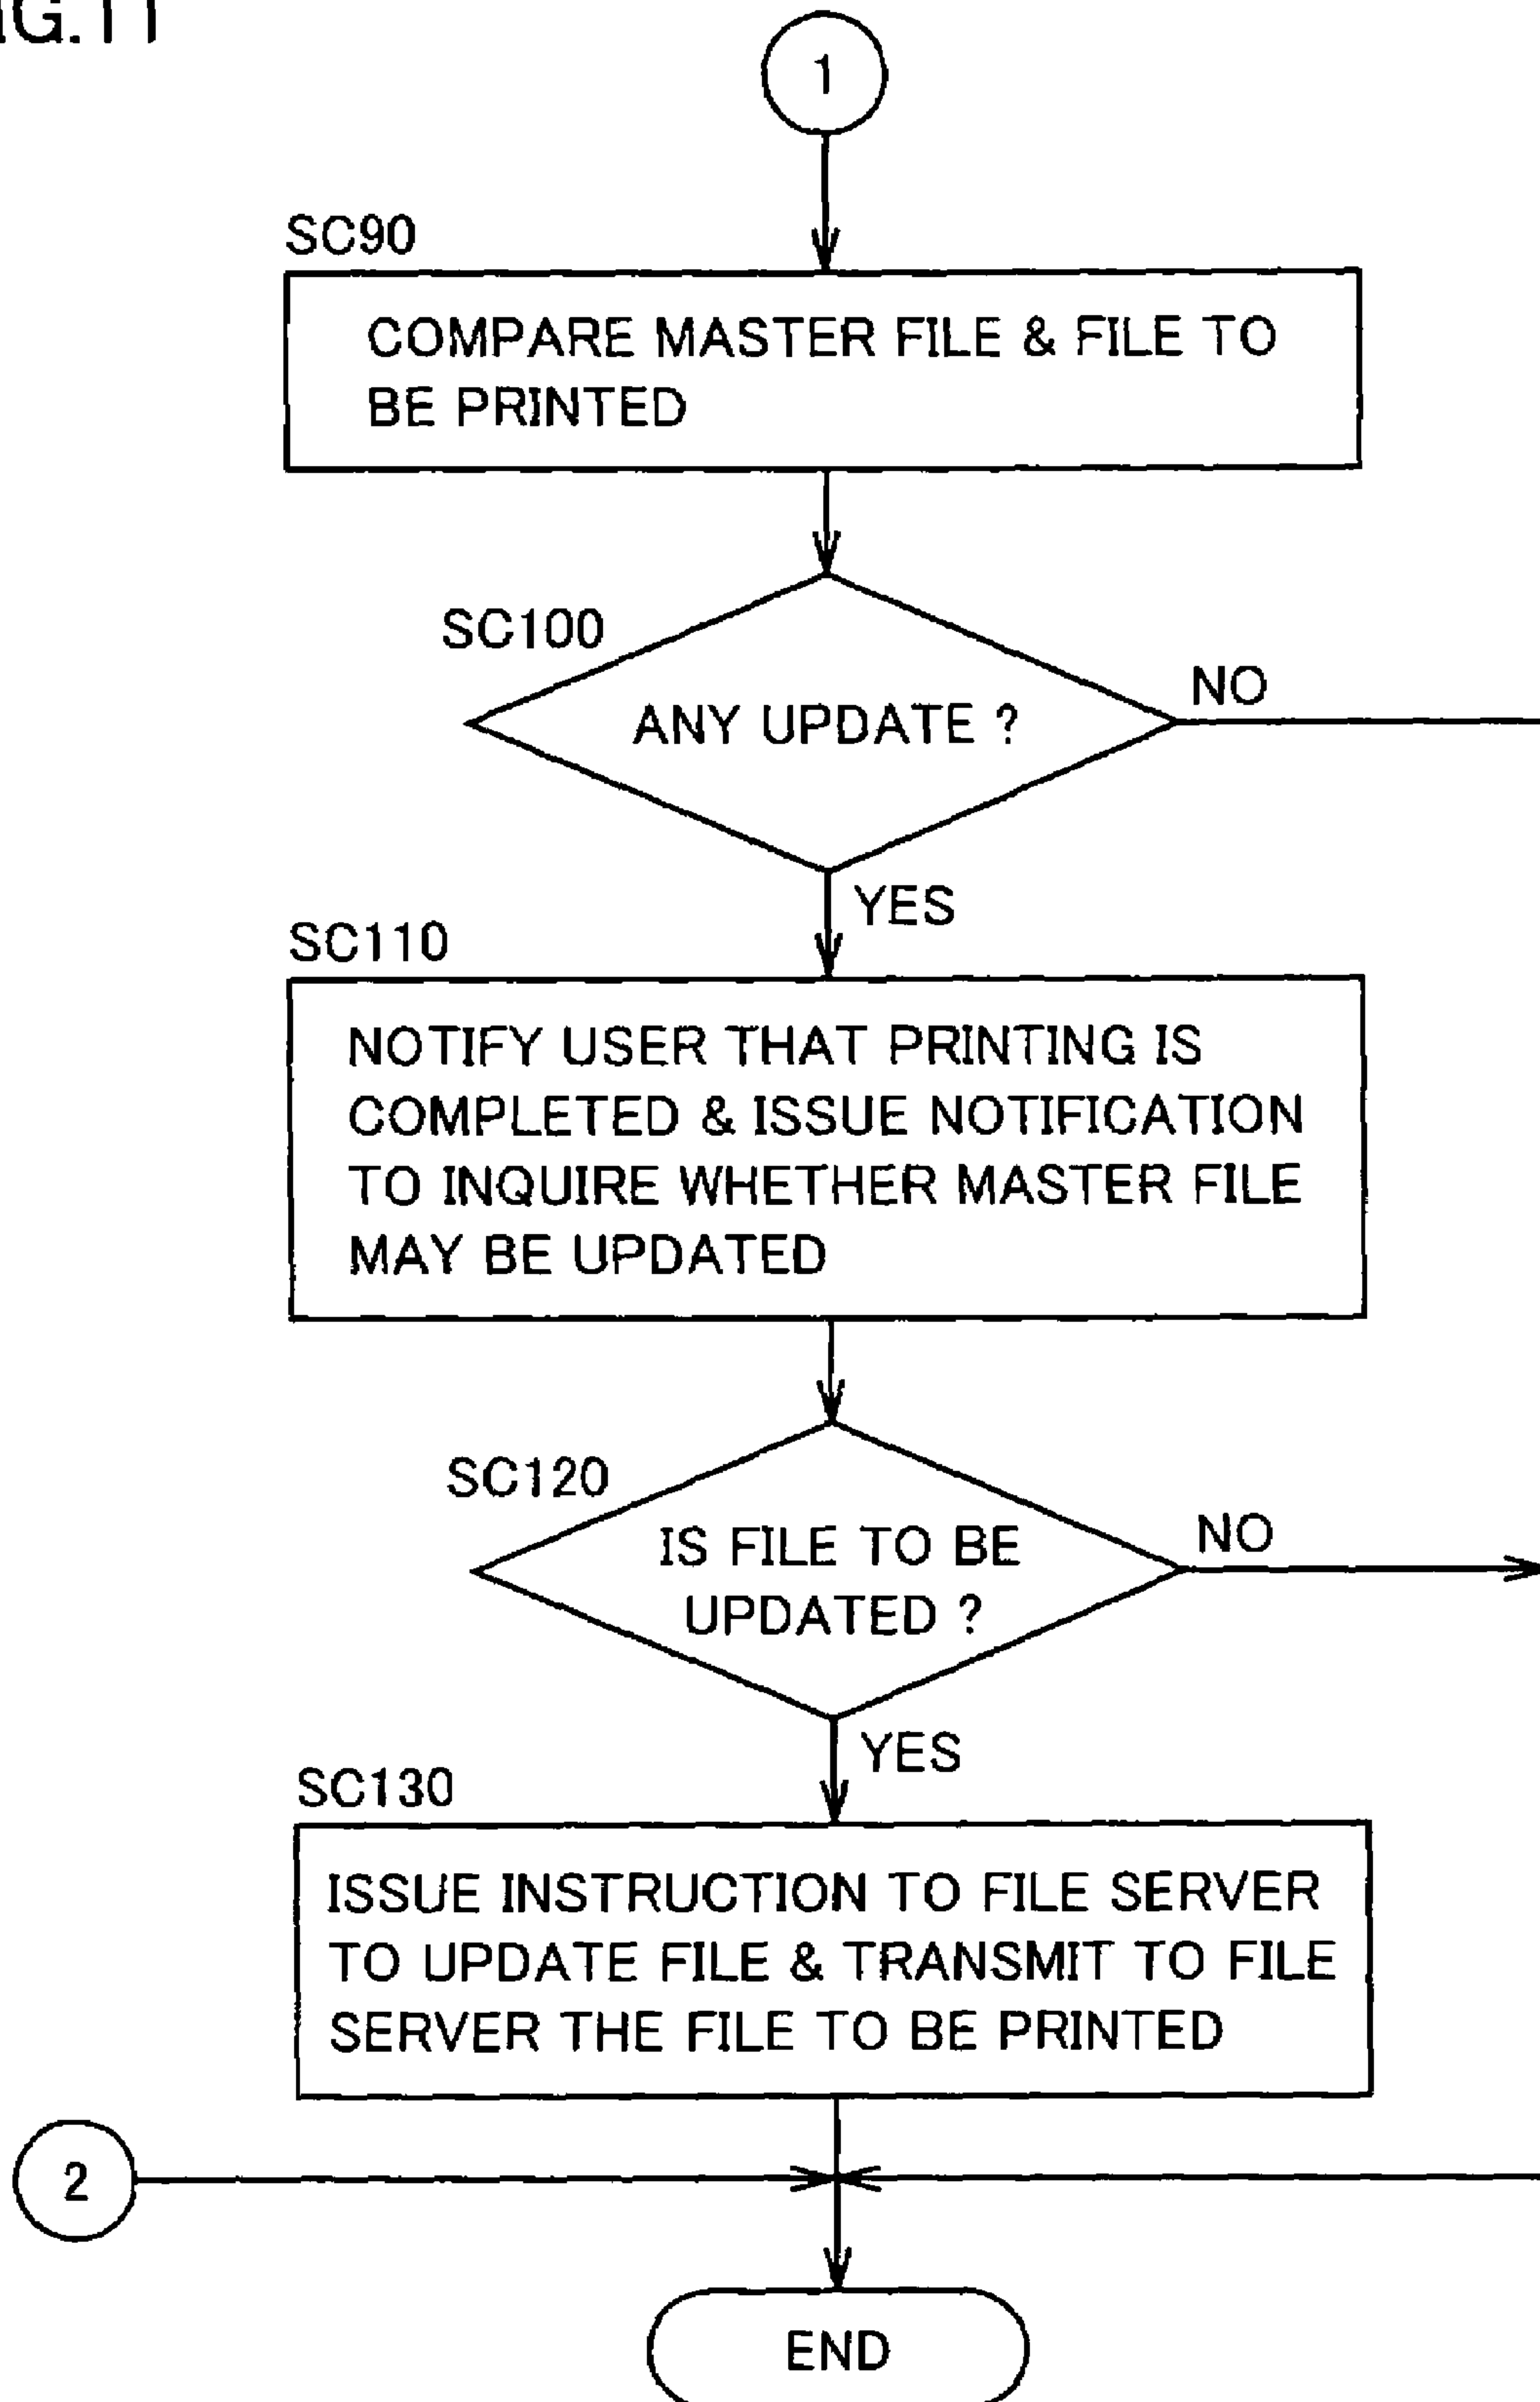 IG.11
1
SC90
COMPARE MASTER FILE & FILE TO
BE PRINTED
SC100
ANY UPDATE ?
NO
YES
SC110
NOTIFY USER THAT PRINTING IS
COMPLETED & ISSUE NOTIFICATION
TO INQUIRE WHETHER MASTER FILE
MAY BE UPDATED
SC120
IS FILE TO BE
UPDATED ?
NO
YES
SC130
ISSUE INSTRUCTION TO FILE SERVER
TO UPDATE FILE & TRANSMIT TO FILE
SERVER THE FILE TO BE PRINTED
2
END